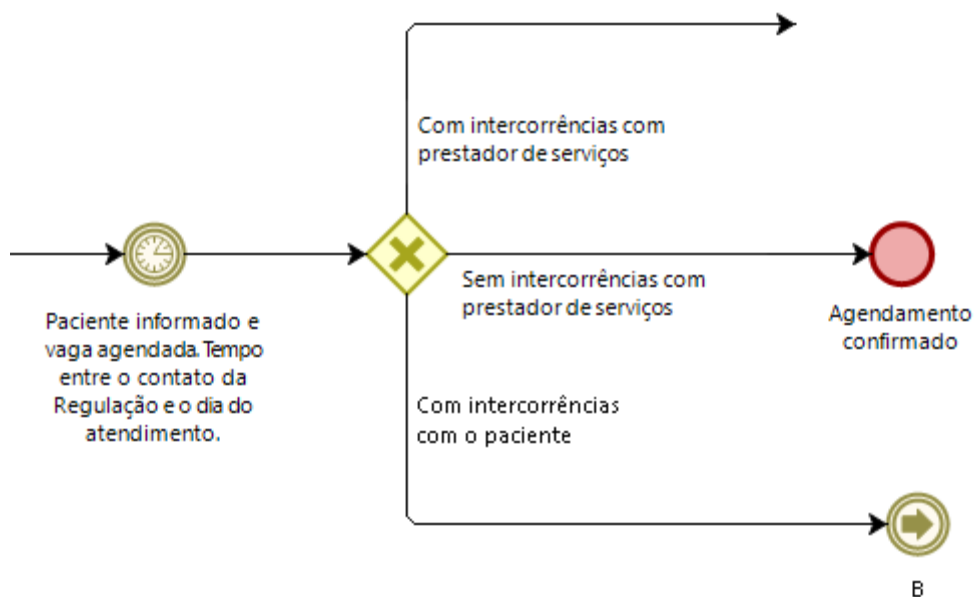 Com intercorrências com
prestador de serviços
Sem intercorrências com
prestador de serviços
Agendamento
confirmado
Paciente informado e
vaga agendada. Tempo
entre o contato da
Regulação e o dia do
atendimento.
Com intercorrências
com o paciente
B